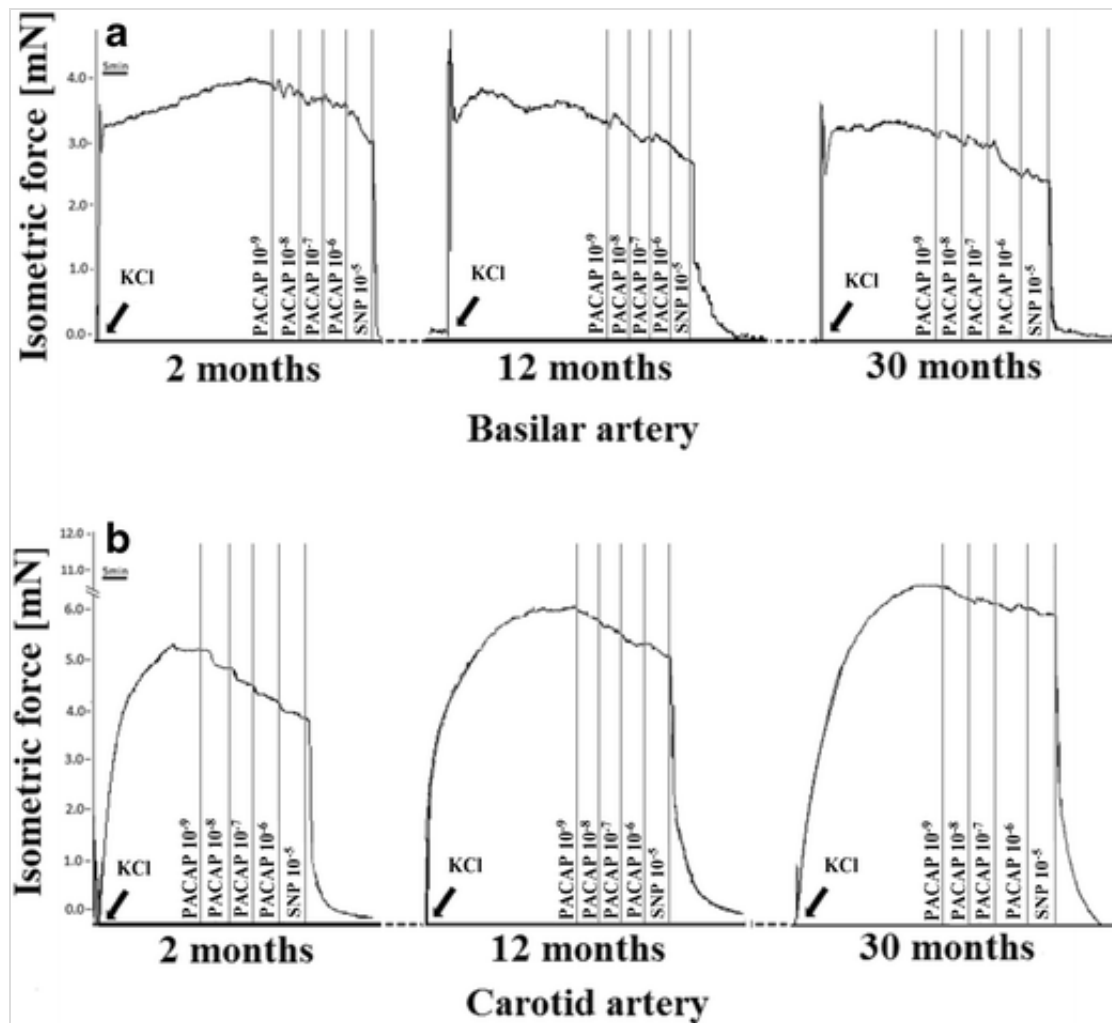 a
Isometric force [mN]
5min
4.0-
3.0-
2.0-
1.0-
0.0-
KCl
PACAP 10-9
PACAP 10-8
PACAP 10-7
PACAP 10-6
SNP 10-5
KCl
PACAP 10-9
PACAP 10-8
PACAP 10-7
PACAP 10-6
SNP 10-5
KCl
PACAP 10-9
PACAP 10-8
PACAP 10-7
PACAP 10-6
SNP 10-5
2 months
12 months
30 months
Basilar artery
b
Isometric force [mN]
12.0-
11.0-
5min
6.0-
5.0-
4.0-
3.0-
2.0-
1.0-
0.0-
KCl
PACAP 10-9
PACAP 10-8
PACAP 10-7
PACAP 10-6
SNP 10-5
KCl
PACAP 10-9
PACAP 10-8
PACAP 10-7
PACAP 10-6
SNP 10-5
KCl
PACAP 10-9
PACAP 10-8
PACAP 10-7
PACAP 10-6
SNP 10-5
2 months
12 months
30 months
Carotid artery